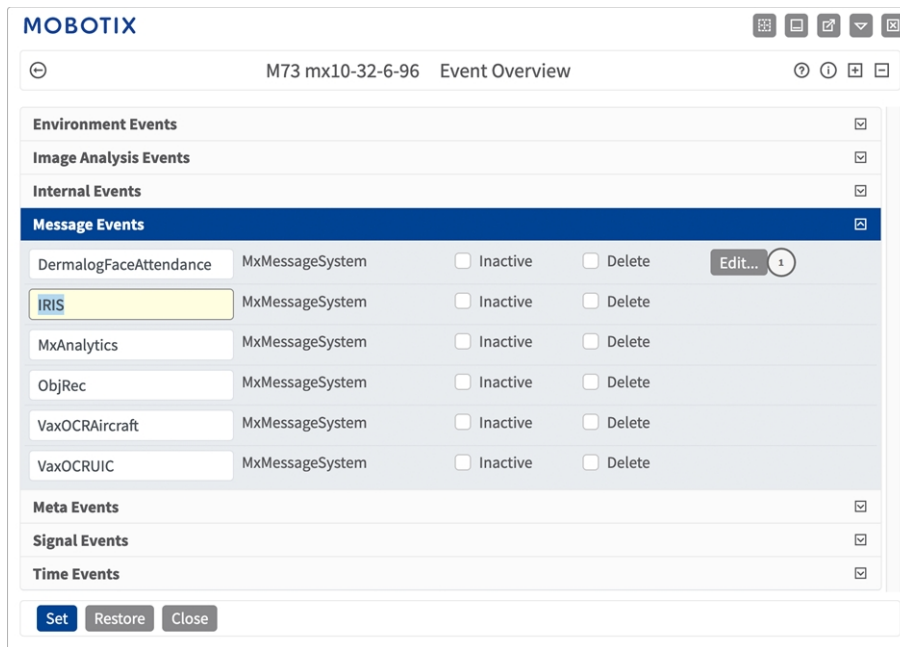 MOBOTIX
M73 mx10-32-6-96 Event Overview
Environment Events
Image Analysis Events
Internal Events
Message Events
DermalogFaceAttendance MxMessageSystem Inactive Delete Edit... 1
IRIS MxMessageSystem Inactive Delete
MxAnalytics MxMessageSystem Inactive Delete
ObjRec MxMessageSystem Inactive Delete
VaxOCRAircraft MxMessageSystem Inactive Delete
VaxOCRUIC MxMessageSystem Inactive Delete
Meta Events
Signal Events
Time Events
Set Restore Close